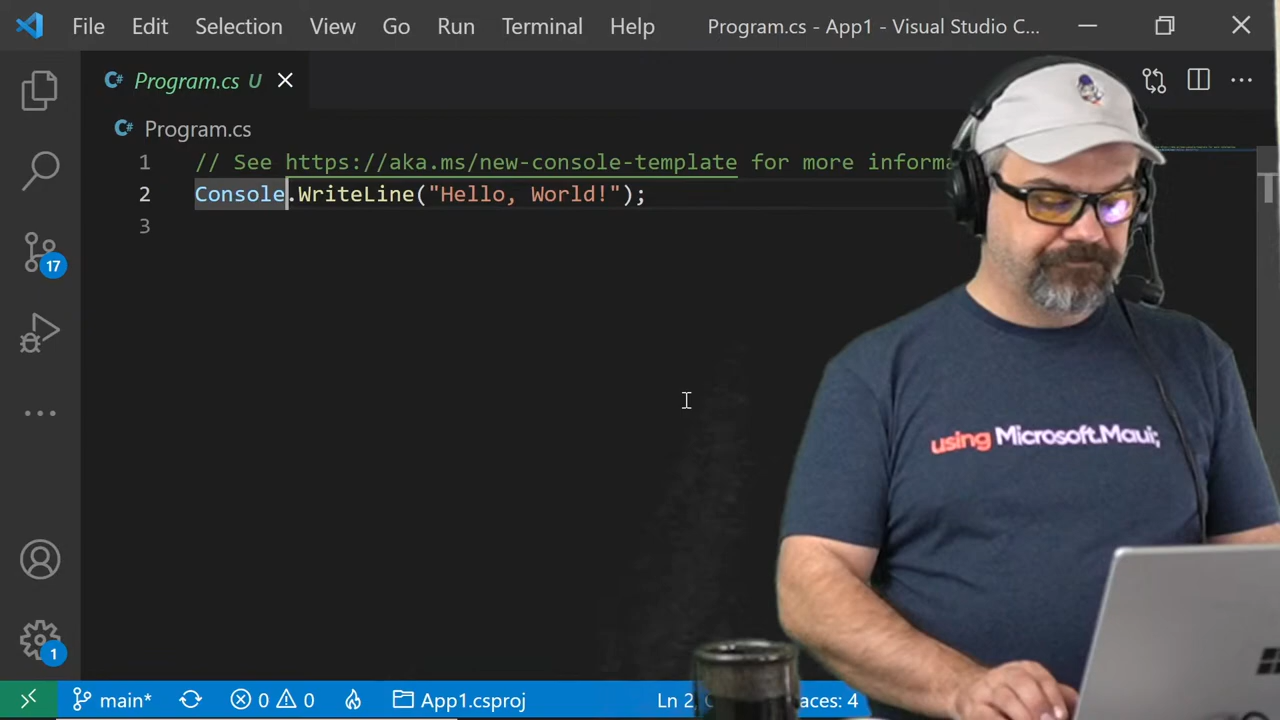 File Edit Selection View Go Run Terminal Help Program.cs - App1 - Visual Studio C...
Program.cs U
Program.cs
1 // See https://aka.ms/new-console-template for more
2 Console.WriteLine("Hello, World!");
3
17
using Microsoft.Maui;
1
main* 0 0 App1.csproj Ln 2, 4